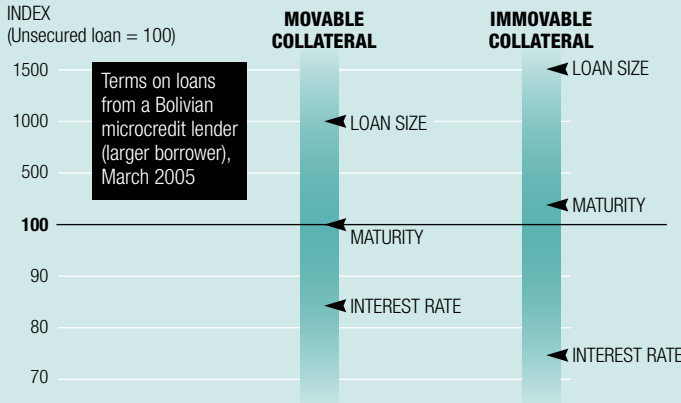 INDEX
(Unsecured loan = 100)
MOVABLE
COLLATERAL
IMMOVABLE
COLLATERAL
1500
1000
500
100
90
80
70
Terms on loans
from a Bolivian
microcredit lender
(larger borrower),
March 2005
LOAN SIZE
MATURITY
INTEREST RATE
LOAN SIZE
MATURITY
INTEREST RATE